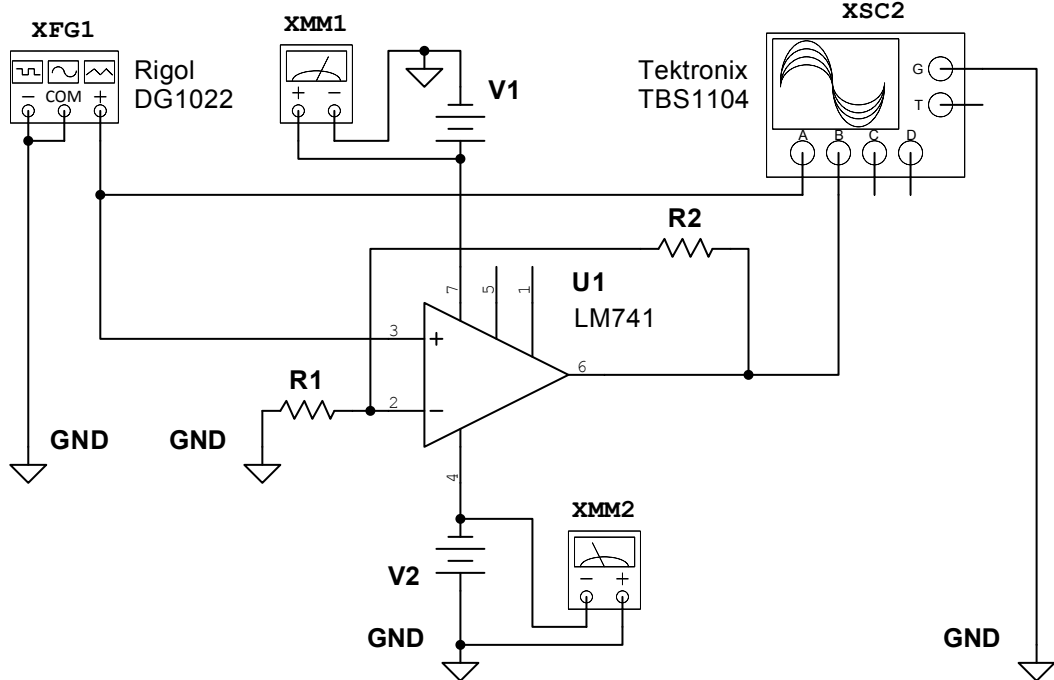 XFG1
Rigol
DG1022
− COM +
XMM1
+ −
V1
XSC2
Tektronix
TBS1104
G
T
A B C D
R2
U1
LM741
7
5
1
3
+
6
R1
2
−
GND
GND
4
XMM2
− +
V2
GND
GND